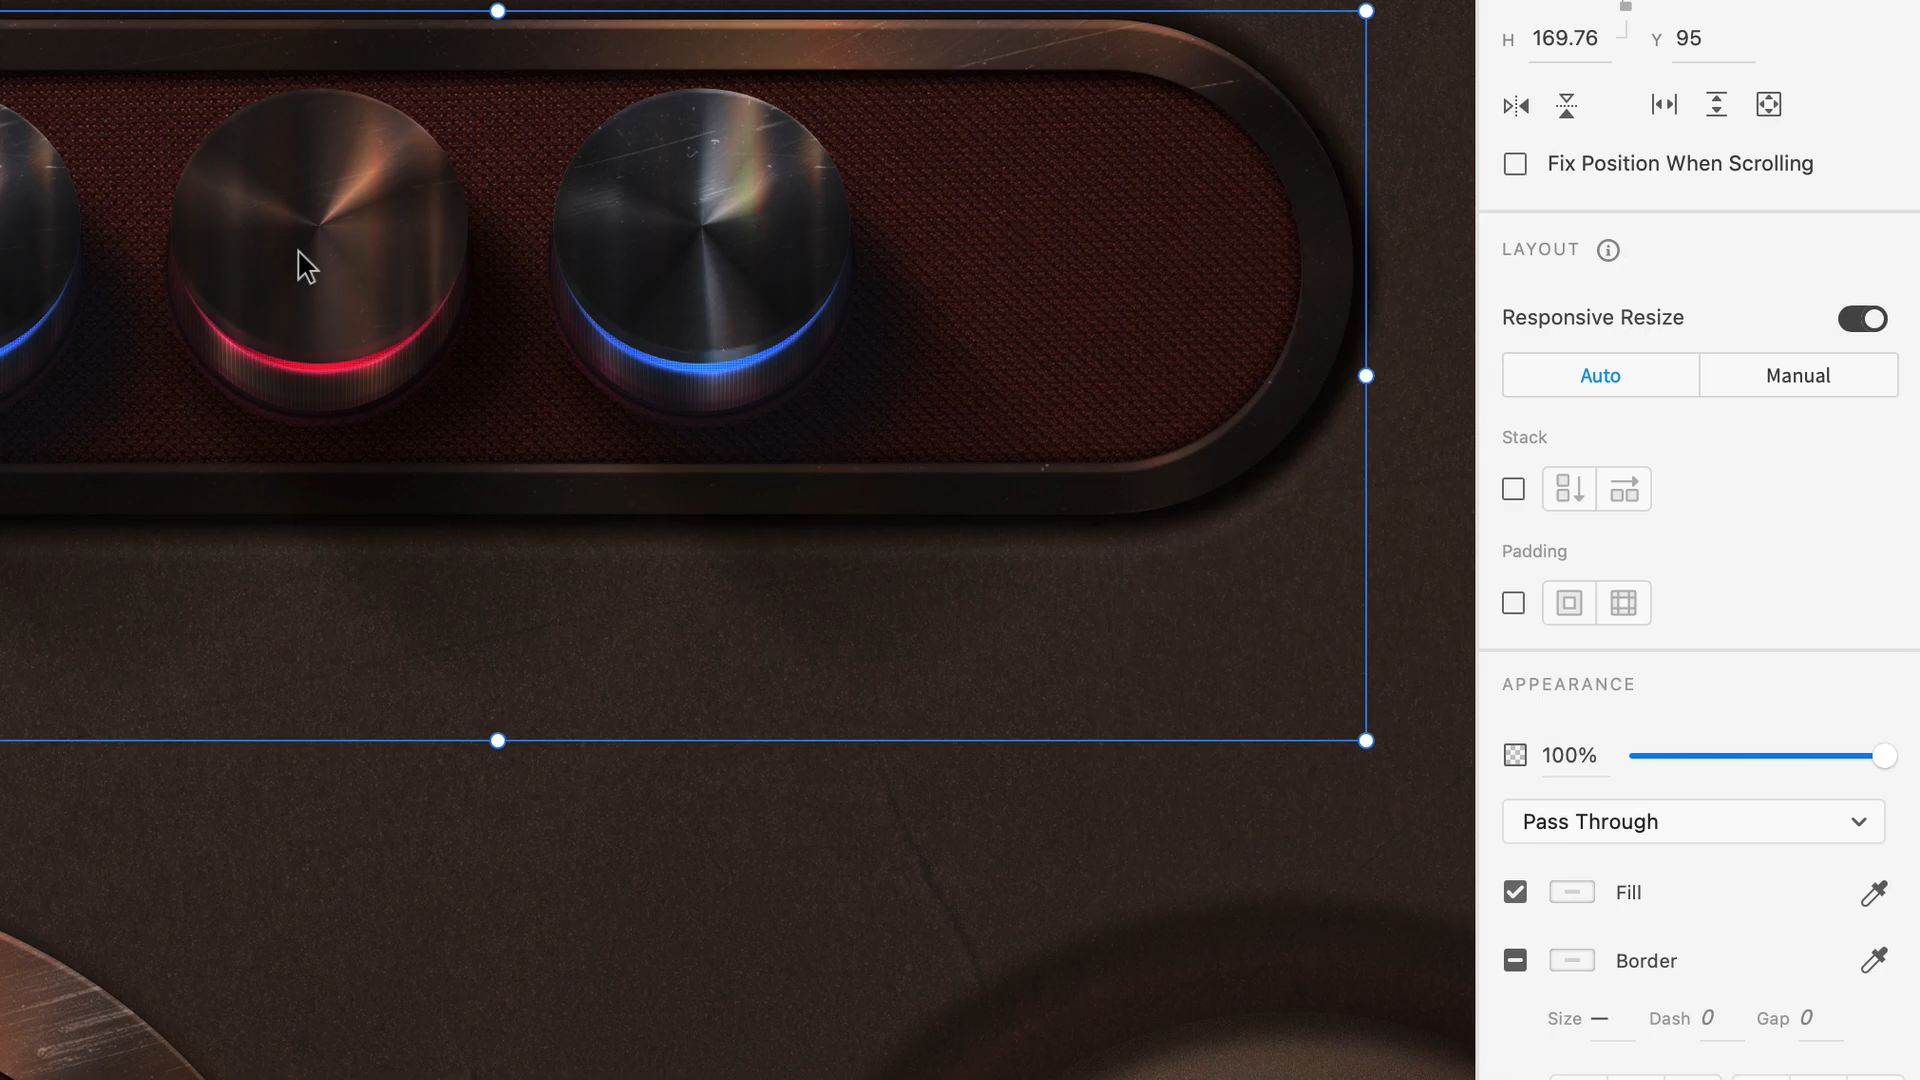 H 169.76 Y 95
Fix Position When Scrolling
LAYOUT
Responsive Resize
Auto Manual
Stack
Padding
APPEARANCE
100%
Pass Through
Fill
Border
Size — Dash 0 Gap 0